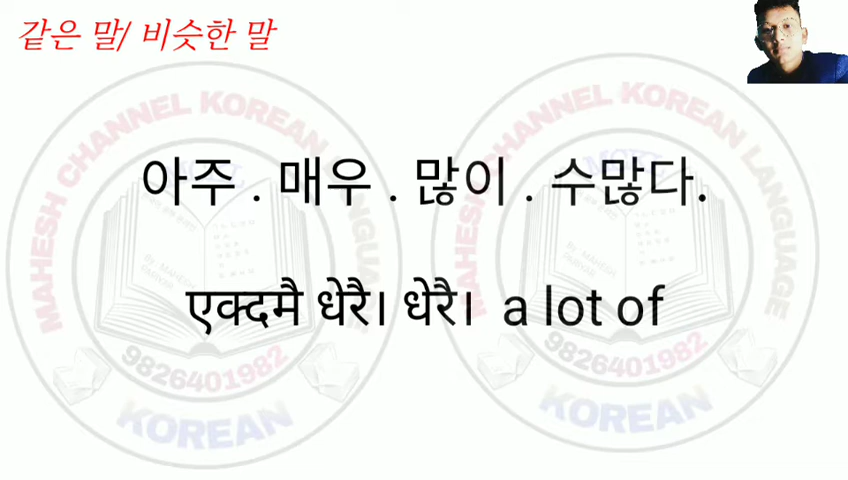 같은 말/ 비슷한 말
아주 . 매우 . 많이 . 수많다.
एक्दमै धेरै। धेरै।  a lot of
MAHESH CHANNEL KOREAN LANGUAGE
9826401982
KOREAN
MAHESH CHANNEL KOREAN LANGUAGE
9826401982
KOREAN